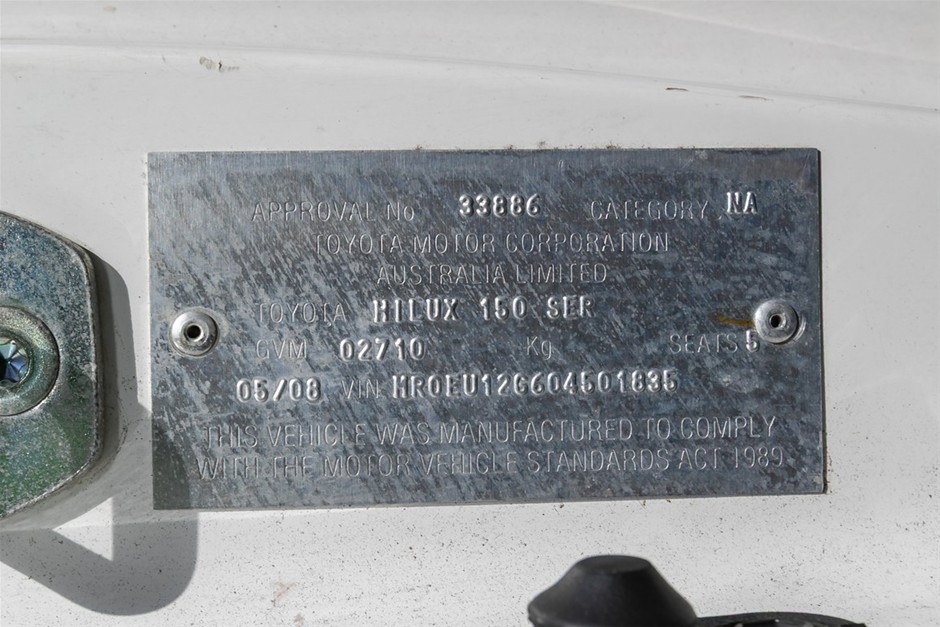 APPROVAL No 33886 CATEGORY NA
TOYOTA MOTOR CORPORATION
AUSTRALIA LIMITED
TOYOTA HILUX 150 SER
GVM 02710 Kg SEATS 5
05/08 VIN MR0EU12G604501835
THIS VEHICLE WAS MANUFACTURED TO COMPLY
WITH THE MOTOR VEHICLE STANDARDS ACT 1989